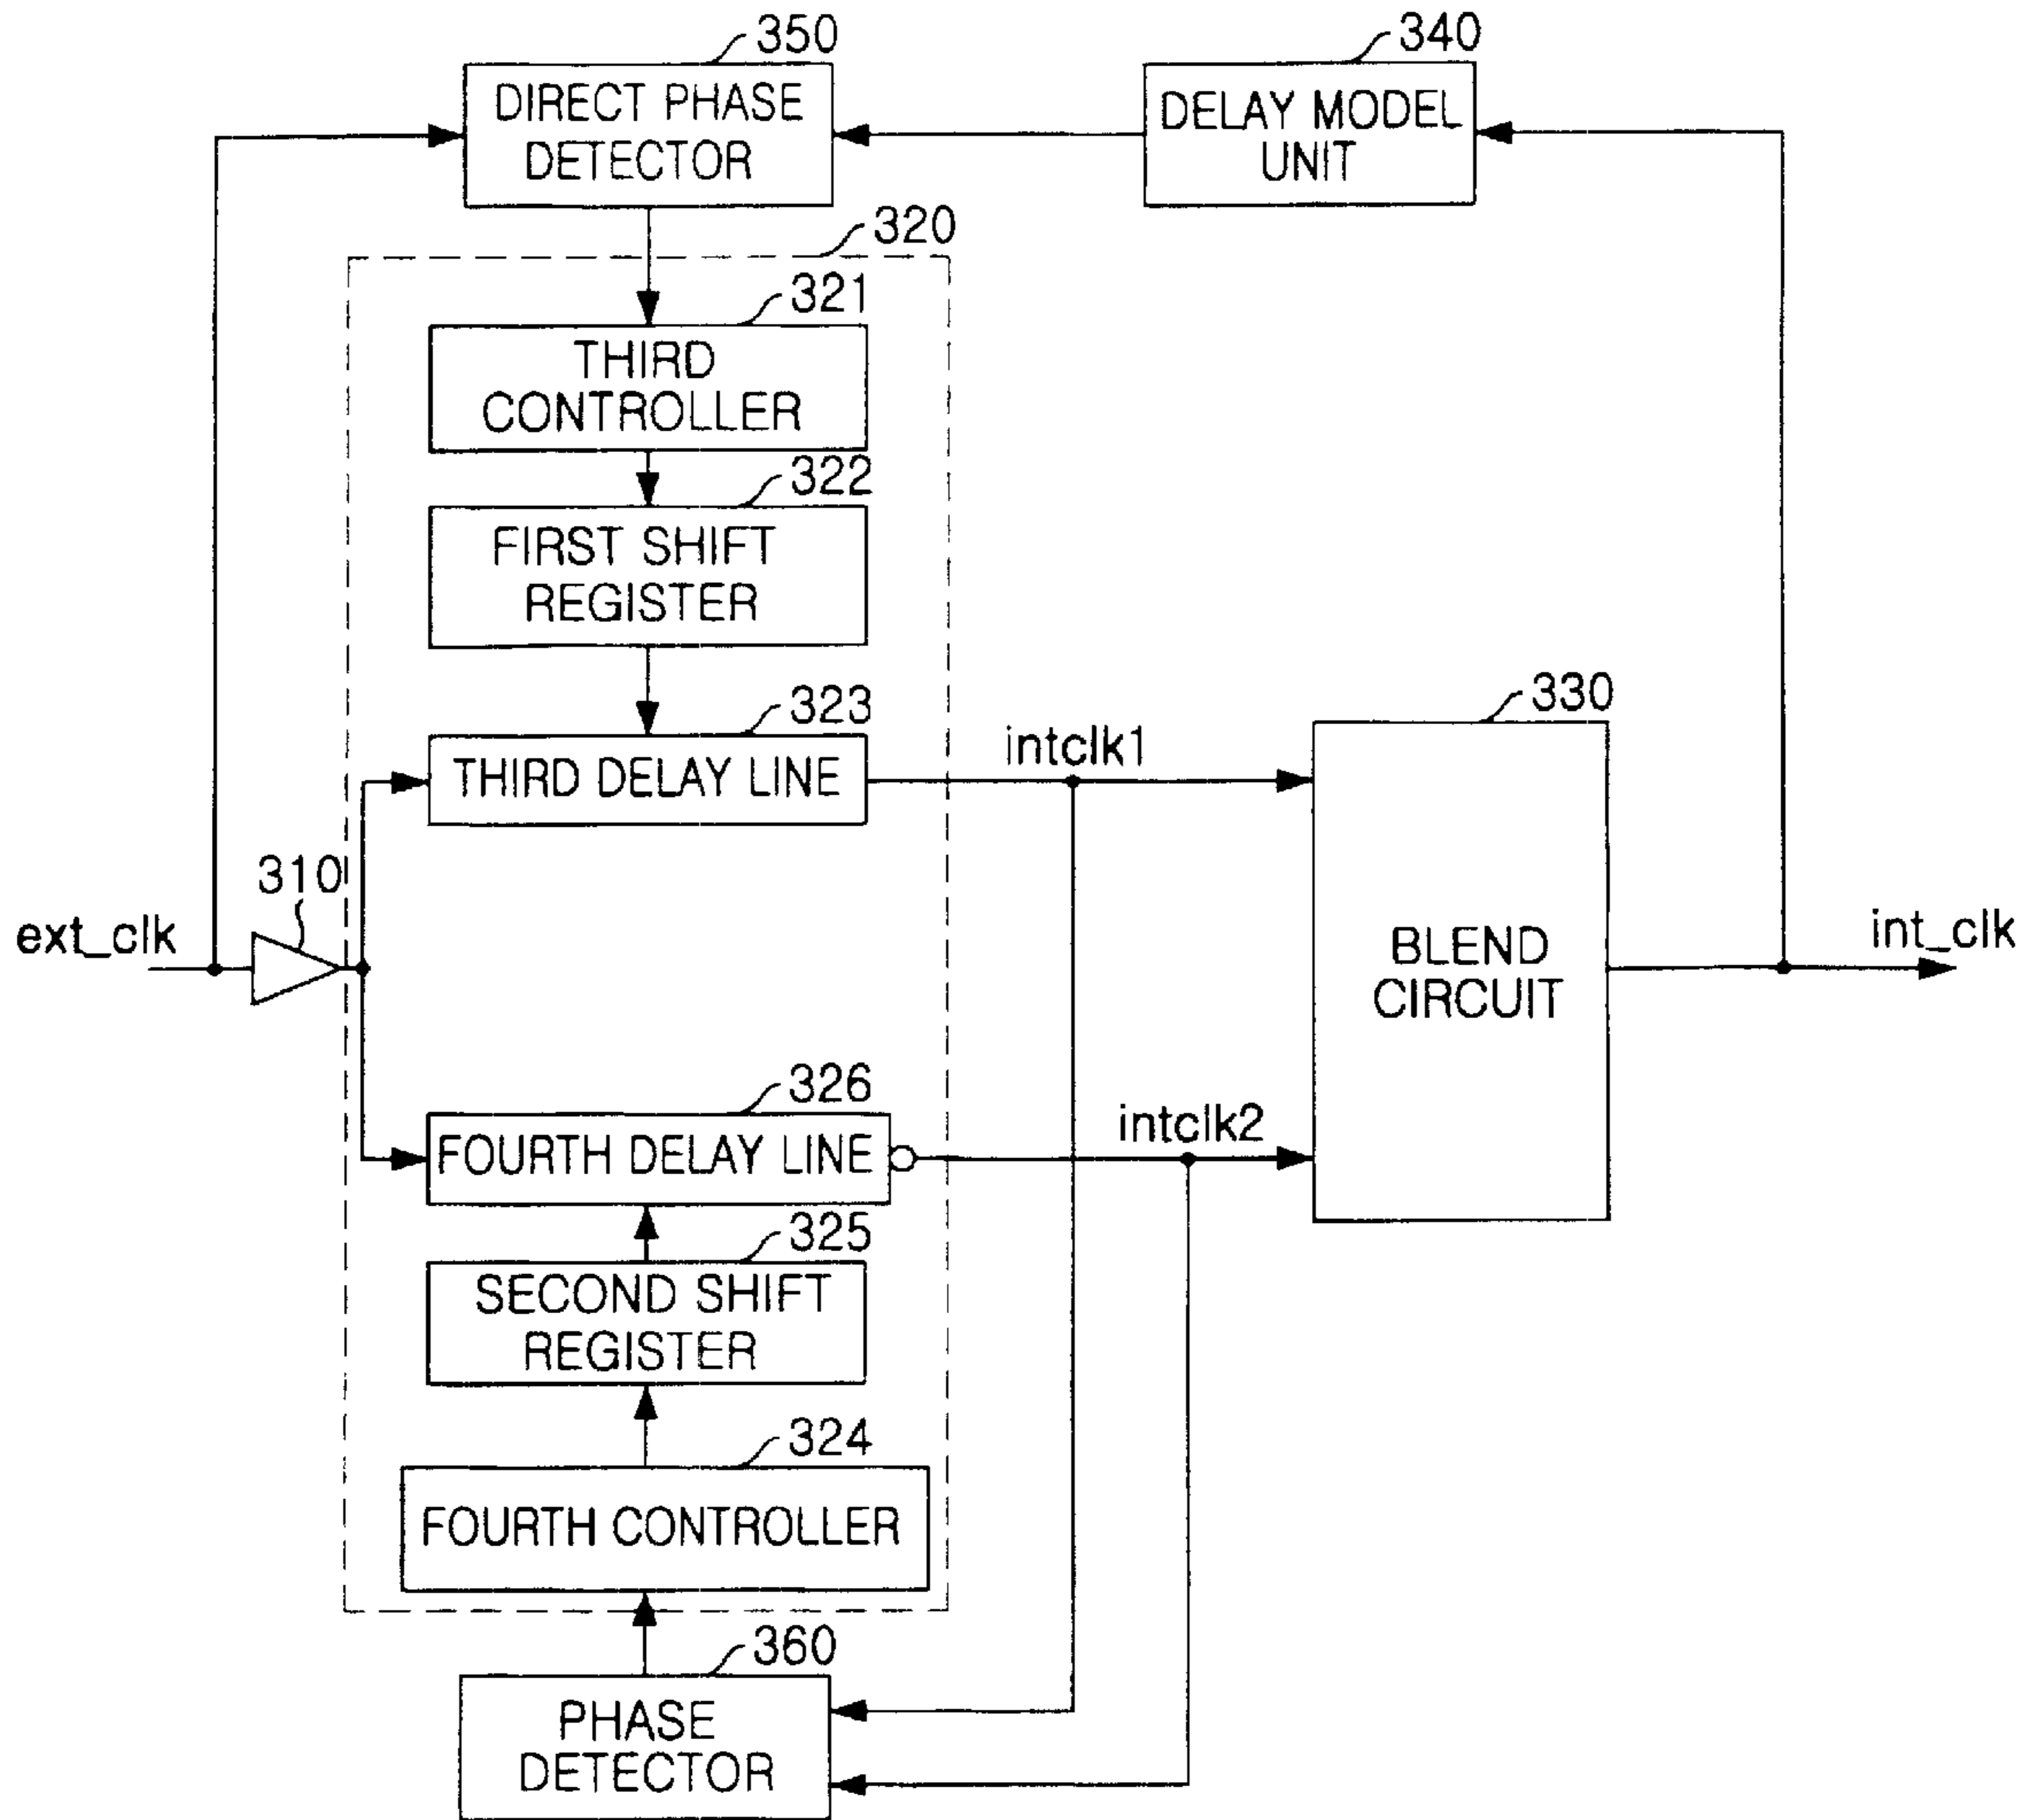 350
340
DIRECT PHASE
DETECTOR
DELAY MODEL
UNIT
320
321
THIRD
CONTROLLER
322
FIRST SHIFT
REGISTER
323
THIRD DELAY LINE
intclk1
330
310
ext_clk
BLEND
CIRCUIT
int_clk
326
FOURTH DELAY LINE
intclk2
325
SECOND SHIFT
REGISTER
324
FOURTH CONTROLLER
360
PHASE
DETECTOR